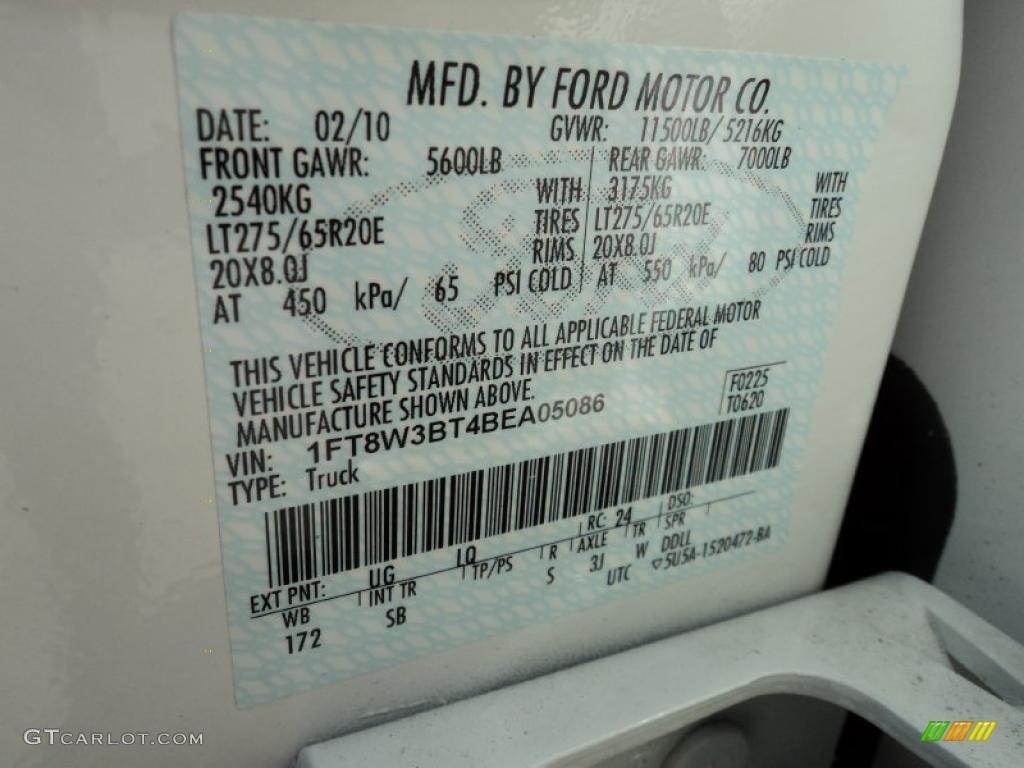 MFD. BY FORD MOTOR CO.
DATE: 02/10 GVWR: 11500LB/ 5216KG
FRONT GAWR: 5600LB REAR GAWR: 7000LB
2540KG WITH 3175KG WITH
LT275/65R20E TIRES LT275/65R20E TIRES
20X8.0J RIMS 20X8.0J RIMS
AT 450 kPa/ 65 PSI COLD AT 550 kPa/ 80 PSI COLD
THIS VEHICLE CONFORMS TO ALL APPLICABLE FEDERAL MOTOR
VEHICLE SAFETY STANDARDS IN EFFECT ON THE DATE OF
MANUFACTURE SHOWN ABOVE.
F0225
T0620
VIN: 1FT8W3BT4BEA05086
TYPE: Truck
EXT PNT: UG LQ RC: 24 DSO:
WB INT TR TP/PS R AXLE TR SPR
172 SB S 3J W DDLL
UTC ▽5U5A-1520472-BA
GTCARLOT.COM